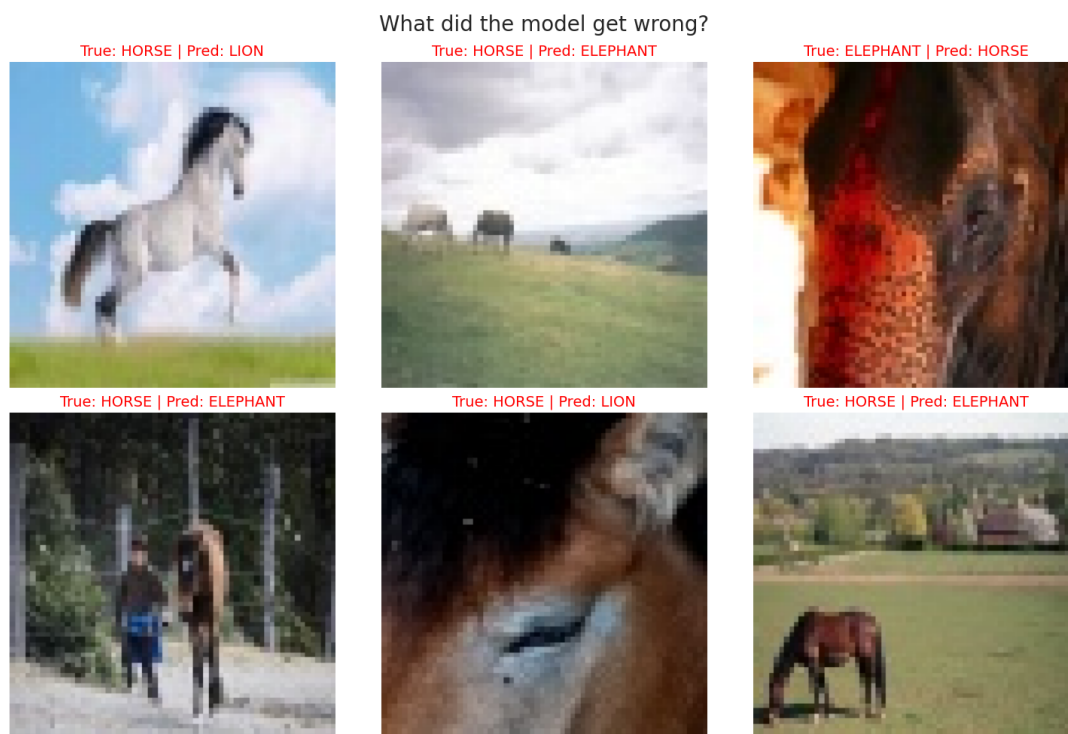 What did the model get wrong?
True: HORSE | Pred: LION
True: HORSE | Pred: ELEPHANT
True: ELEPHANT | Pred: HORSE
True: HORSE | Pred: ELEPHANT
True: HORSE | Pred: LION
True: HORSE | Pred: ELEPHANT